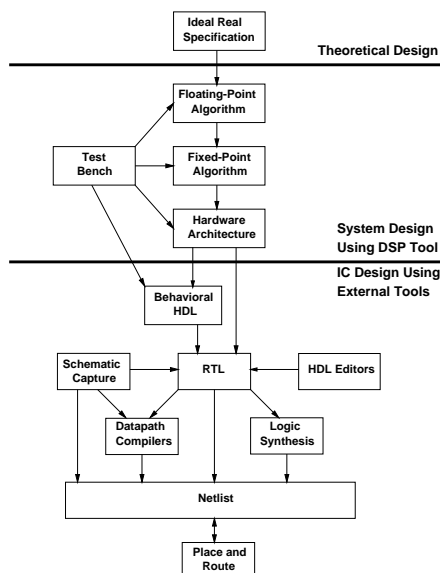 Ideal Real
Specification
Theoretical Design
Floating-Point
Algorithm
Test
Bench
Fixed-Point
Algorithm
Hardware
Architecture
System Design
Using DSP Tool
IC Design Using
External Tools
Behavioral
HDL
Schematic
Capture
RTL
HDL Editors
Datapath
Compilers
Logic
Synthesis
Netlist
Place and
Route